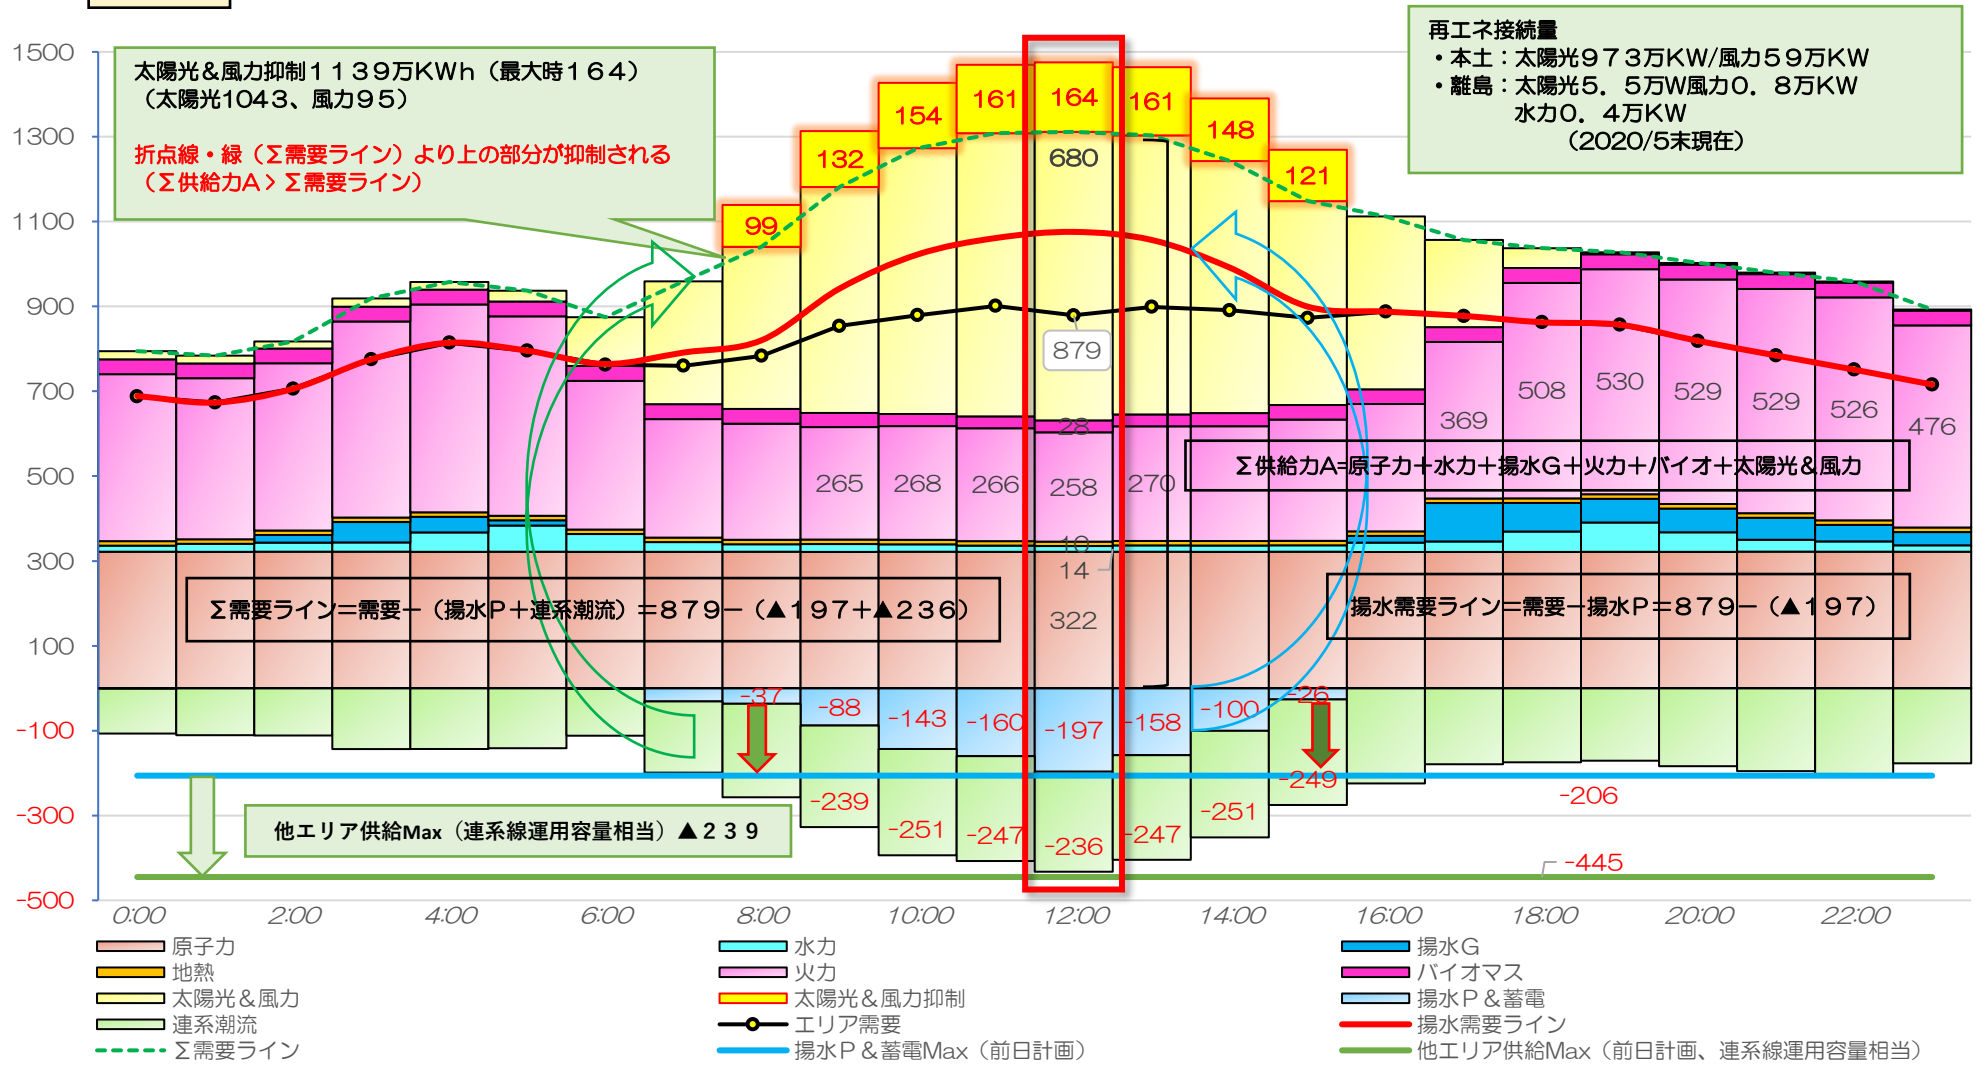 太陽光＆風力抑制１１３９万KWh（最大時１６４）
（太陽光1043、風力９５）
折点線・緑（Σ需要ライン）より上の部分が抑制される
（Σ供給力A＞Σ需要ライン）
再エネ接続量
・本土：太陽光９７３万KW/風力５９万KW
・離島：太陽光５．５万W風力０．８万KW
水力０．４万KW
（2020/5末現在）
1500
1300
1100
900
700
500
300
100
-100
-300
-500
99
132
154
161
164
161
148
121
680
879
28
265
268
266
258
270
369
508
530
529
529
526
476
10
14
322
Σ供給力A=原子力＋水力＋揚水G＋火力＋バイオ＋太陽光＆風力
Σ需要ライン＝需要－（揚水Ｐ＋連系潮流）＝８７９－（▲１９７＋▲２３６）
揚水需要ライン＝需要－揚水Ｐ＝８７９－（▲１９７）
-37
-88
-143
-160
-197
-158
-100
-26
-239
-251
-247
-236
-247
-251
-249
-206
-445
他エリア供給Max（連系線運用容量相当）▲２３９
0:00
2:00
4:00
6:00
8:00
10:00
12:00
14:00
16:00
18:00
20:00
22:00
原子力
水力
揚水Ｇ
地熱
火力
バイオマス
太陽光＆風力
太陽光＆風力抑制
揚水Ｐ＆蓄電
連系潮流
エリア需要
揚水需要ライン
Σ需要ライン
揚水Ｐ＆蓄電Max（前日計画）
他エリア供給Max（前日計画、連系線運用容量相当）